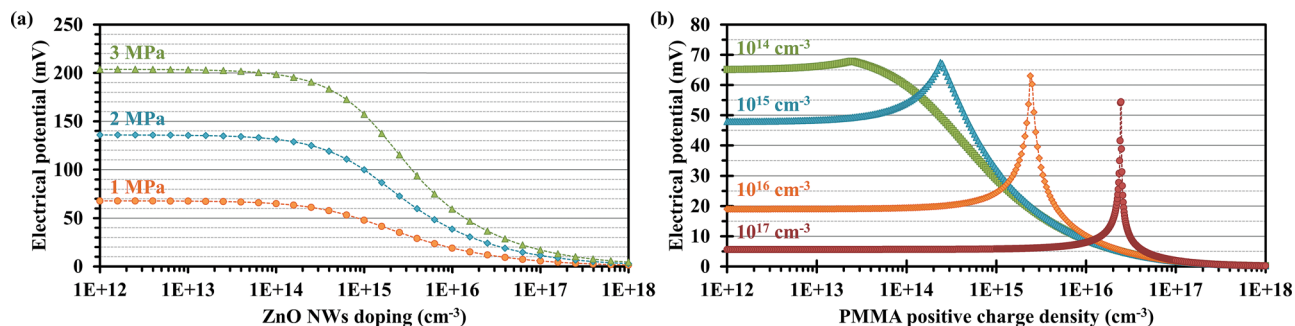 (a)
Electrical potential (mV)
250
200
150
100
50
0
3 MPa
2 MPa
1 MPa
1E+12 1E+13 1E+14 1E+15 1E+16 1E+17 1E+18
ZnO NWs doping (cm⁻³)
(b)
Electrical potential (mV)
80
70
60
50
40
30
20
10
0
10¹⁴ cm⁻³
10¹⁵ cm⁻³
10¹⁶ cm⁻³
10¹⁷ cm⁻³
1E+12 1E+13 1E+14 1E+15 1E+16 1E+17 1E+18
PMMA positive charge density (cm⁻³)